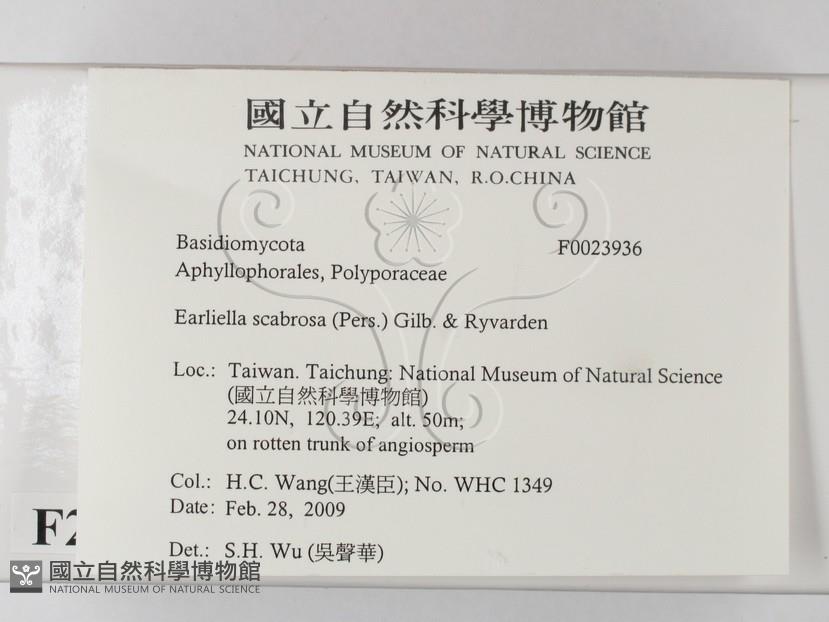 國立自然科學博物館
NATIONAL MUSEUM OF NATURAL SCIENCE
TAICHUNG, TAIWAN, R.O.CHINA
Basidiomycota F0023936
Aphyllophorales, Polyporaceae
Earliella scabrosa (Pers.) Gilb. & Ryvarden
Loc.: Taiwan. Taichung: National Museum of Natural Science
(國立自然科學博物館)
24.10N, 120.39E; alt. 50m;
on rotten trunk of angiosperm
Col.: H.C. Wang(王漢臣); No. WHC 1349
Date: Feb. 28, 2009
Det.: S.H. Wu (吳聲華)
F2
國立自然科學博物館
NATIONAL MUSEUM OF NATURAL SCIENCE